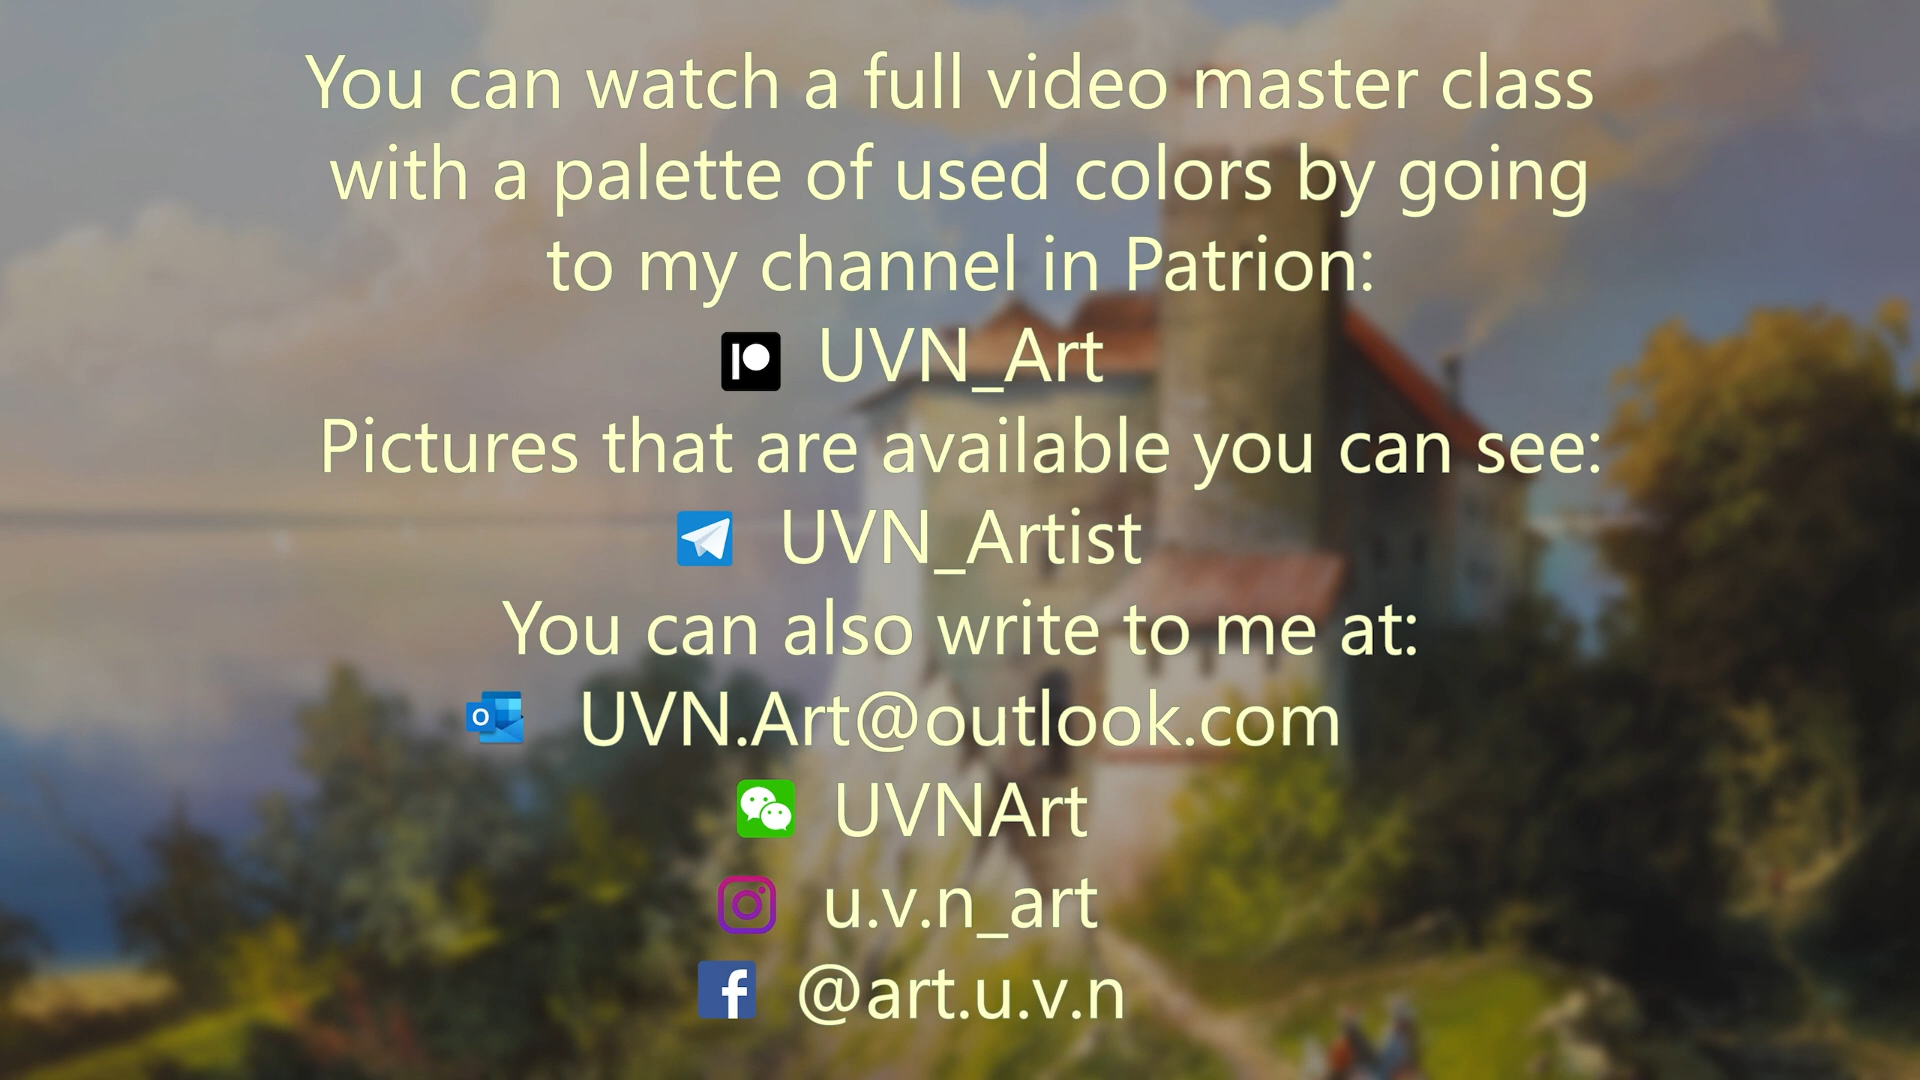 You can watch a full video master class
with a palette of used colors by going
to my channel in Patrion:
UVN_Art
Pictures that are available you can see:
UVN_Artist
You can also write to me at:
UVN.Art@outlook.com
UVNArt
u.v.n_art
@art.u.v.n